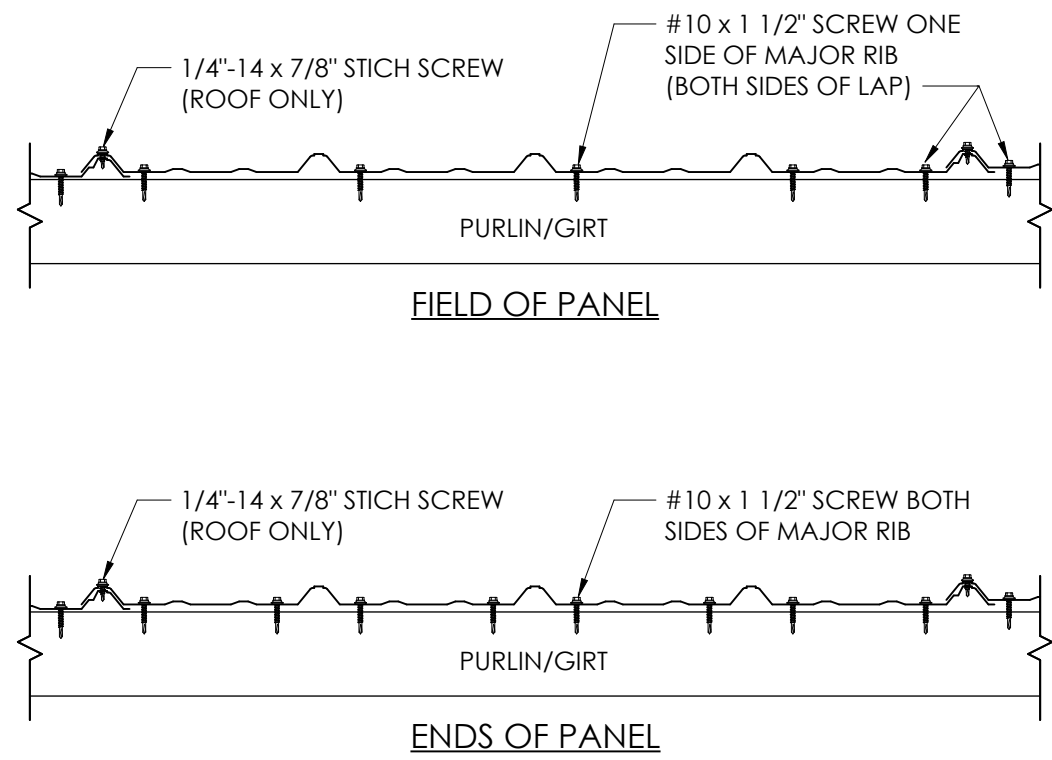 1/4"-14 x 7/8" STICH SCREW
(ROOF ONLY)
#10 x 1 1/2" SCREW ONE
SIDE OF MAJOR RIB
(BOTH SIDES OF LAP)
PURLIN/GIRT
FIELD OF PANEL
1/4"-14 x 7/8" STICH SCREW
(ROOF ONLY)
#10 x 1 1/2" SCREW BOTH
SIDES OF MAJOR RIB
PURLIN/GIRT
ENDS OF PANEL